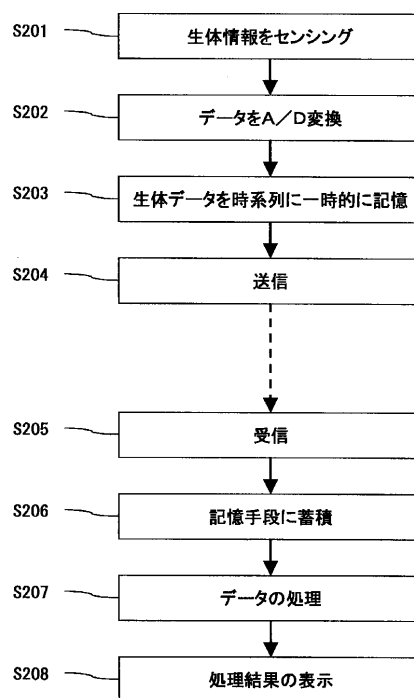 S201 生体情報をセンシング
S202 データをA／D変換
S203 生体データを時系列に一時的に記憶
S204 送信
S205 受信
S206 記憶手段に蓄積
S207 データの処理
S208 処理結果の表示